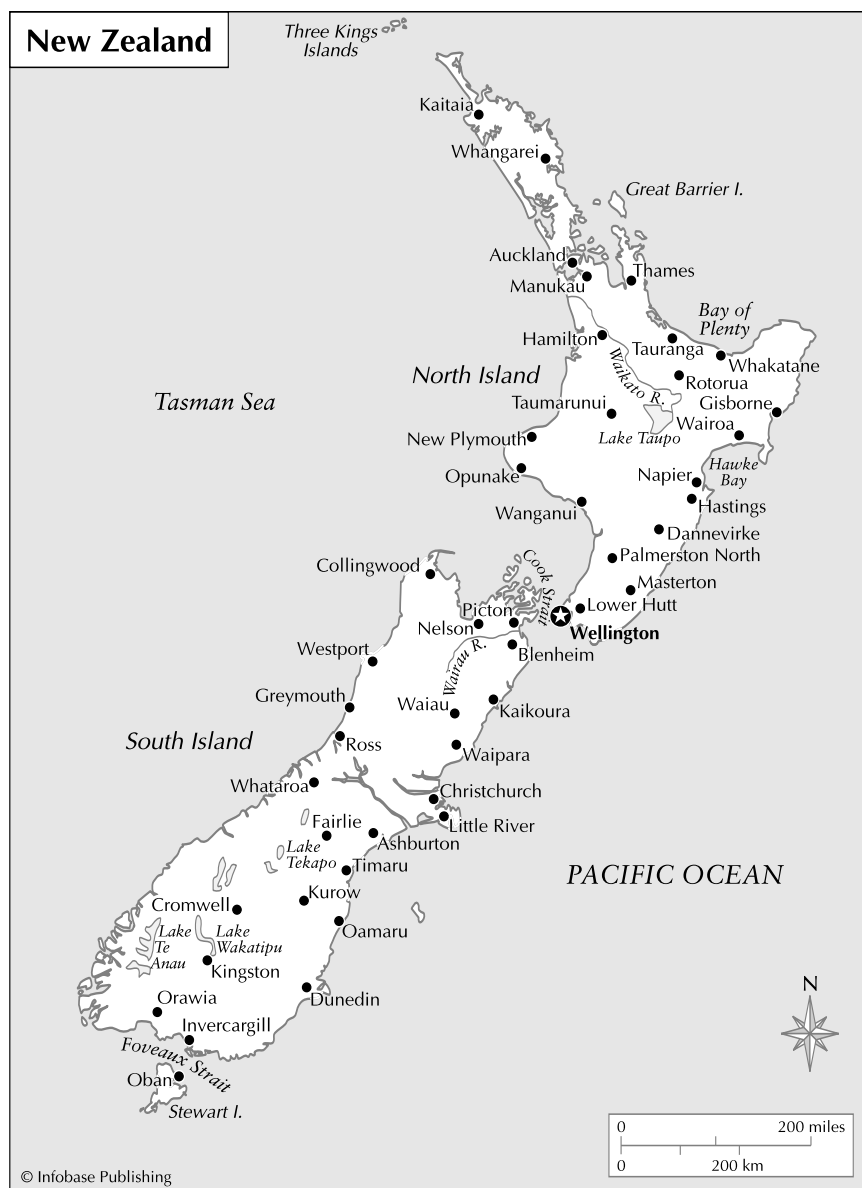 New Zealand
Three Kings
Islands
Kaitaia
Whangarei
Great Barrier I.
Auckland
Manukau
Thames
Bay of
Plenty
Hamilton
Tauranga
Whakatane
Waikato R.
Rotorua
North Island
Tasman Sea
Taumarunui
Gisborne
Wairoa
Lake Taupo
New Plymouth
Opunake
Napier
Hawke
Bay
Hastings
Wanganui
Dannevirke
Palmerston North
Collingwood
Cook Strait
Masterton
Picton
Lower Hutt
Nelson
Wellington
Westport
Wairau R.
Blenheim
Greymouth
Waiau
Kaikoura
South Island
Ross
Waipara
Whataroa
Christchurch
Fairlie
Little River
Ashburton
Lake
Tekapo
Timaru
PACIFIC OCEAN
Kurow
Cromwell
Oamaru
Lake
Te
Anau
Lake
Wakatipu
Kingston
N
Orawia
Dunedin
Invercargill
Foveaux Strait
Oban
Stewart I.
0 200 miles
0 200 km
© Infobase Publishing